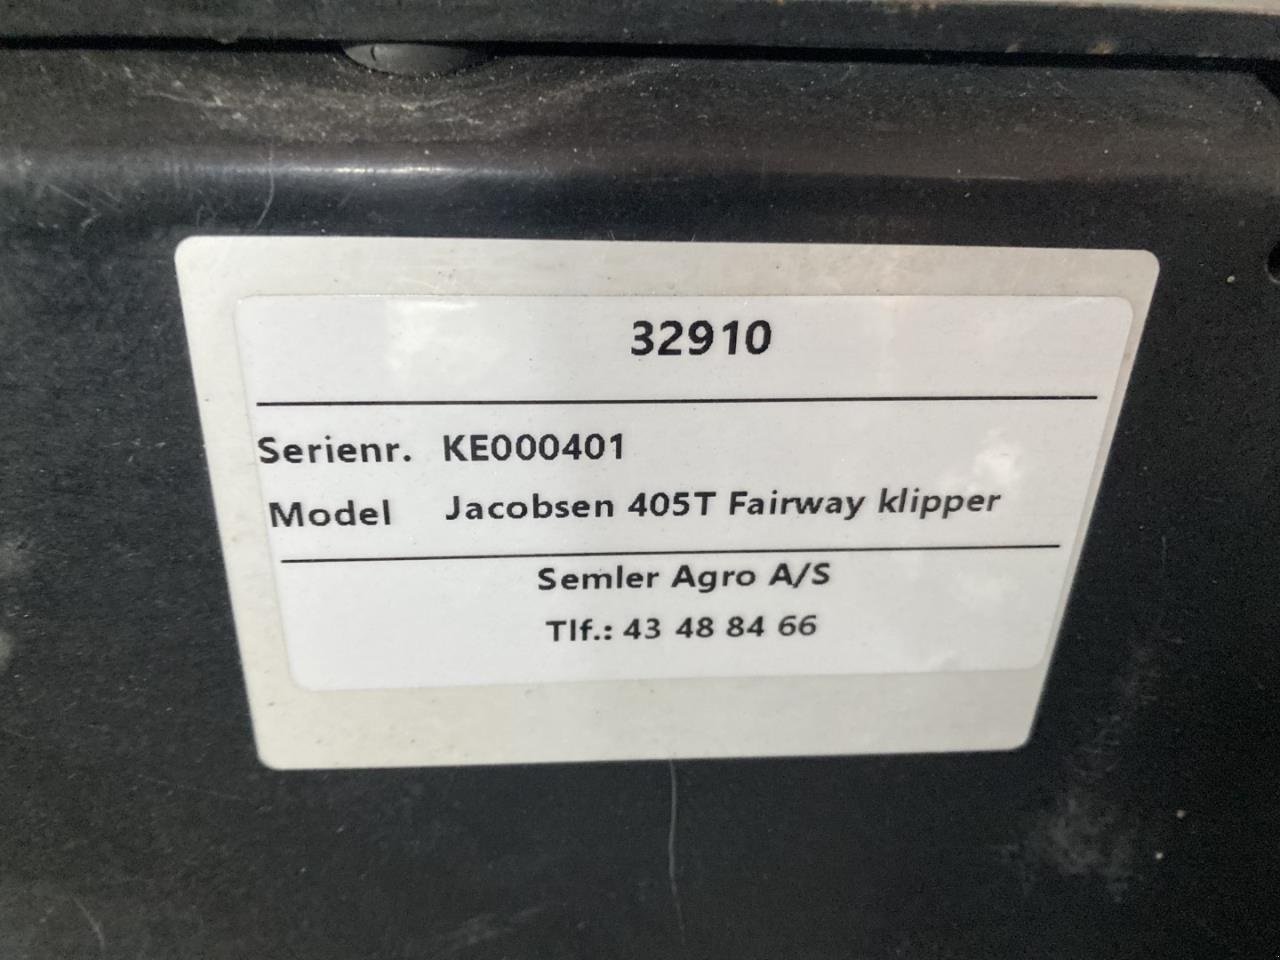 32910
Serienr. KE000401
Model Jacobsen 405T Fairway klipper
Semler Agro A/S
Tlf.: 43 48 84 66